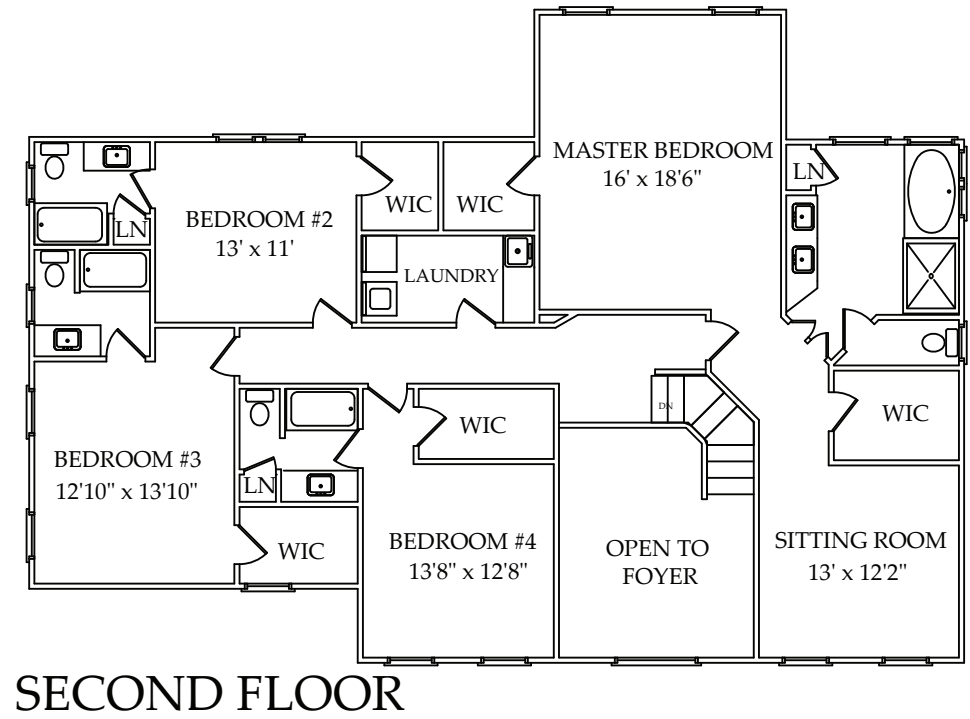 MASTER BEDROOM
16' x 18'6"
LN
BEDROOM #2
13' x 11'
WIC
WIC
LN
LAUNDRY
DN
WIC
WIC
BEDROOM #3
12'10" x 13'10"
LN
WIC
BEDROOM #4
13'8" x 12'8"
OPEN TO
FOYER
SITTING ROOM
13' x 12'2"
SECOND FLOOR